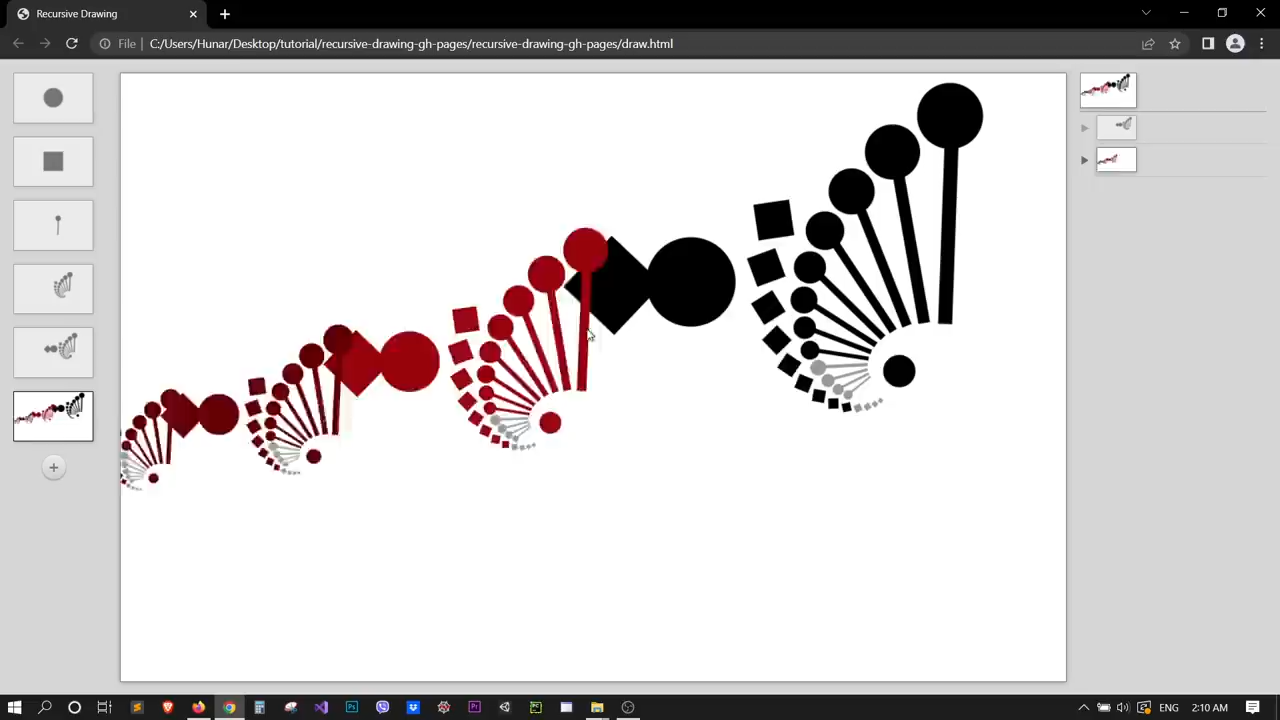 Recursive Drawing
File
C:/Users/Hunar/Desktop/tutorial/recursive-drawing-gh-pages/recursive-drawing-gh-pages/draw.html
ENG
2:10 AM